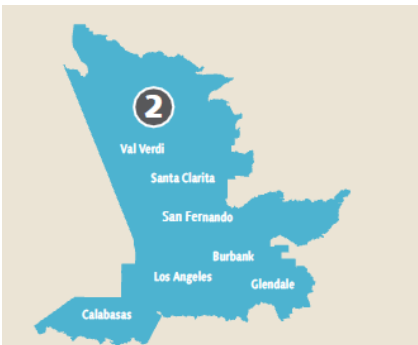 2
Val Verdi
Santa Clarita
San Fernando
Burbank
Los Angeles
Glendale
Calabasas